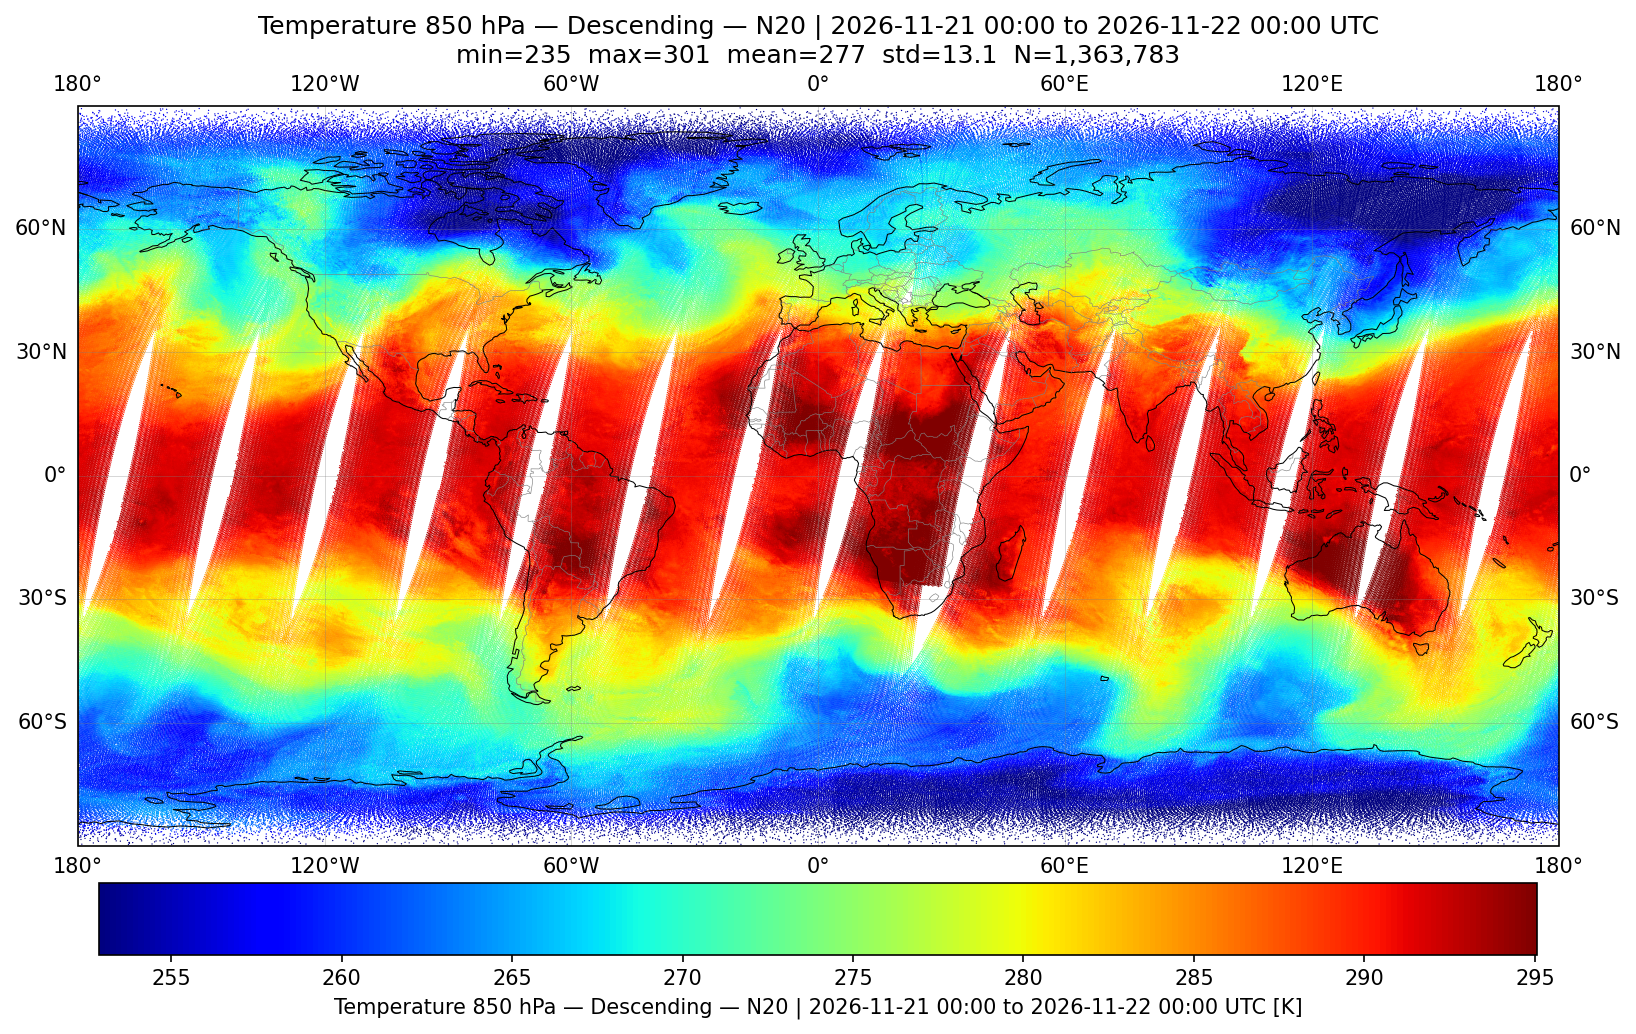 Temperature 850 hPa — Descending — N20 | 2026-11-21 00:00 to 2026-11-22 00:00 UTC
min=235  max=301  mean=277  std=13.1  N=1,363,783
180° 120°W 60°W 0° 60°E 120°E 180°
60°N 60°N
30°N 30°N
0° 0°
30°S 30°S
60°S 60°S
180° 120°W 60°W 0° 60°E 120°E 180°
255 260 265 270 275 280 285 290 295
Temperature 850 hPa — Descending — N20 | 2026-11-21 00:00 to 2026-11-22 00:00 UTC [K]